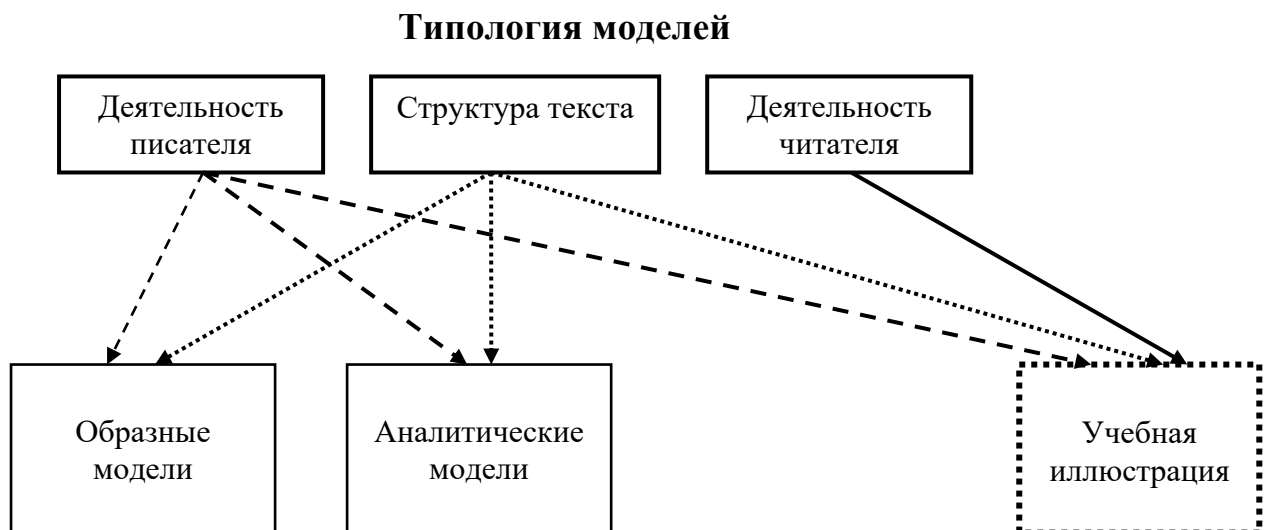 Типология моделей
Деятельность
писателя
Структура текста
Деятельность
читателя
Образные
модели
Аналитические
модели
Учебная
иллюстрация